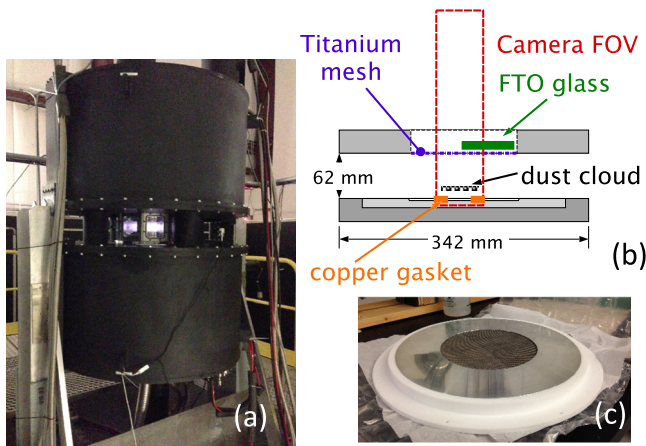 Titanium
mesh
Camera FOV
FTO glass
62 mm
dust cloud
342 mm
copper gasket
(a)
(b)
(c)